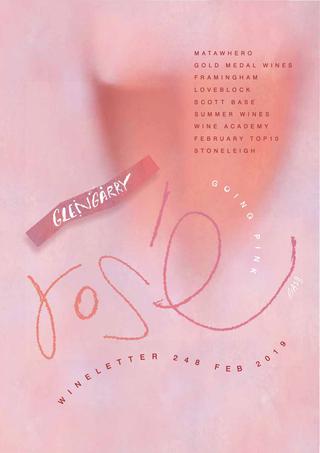 MATAWHERO
GOLD MEDAL WINES
FRAMINGHAM
LOVEBLOCK
SCOTT BASE
SUMMER WINES
WINE ACADEMY
FEBRUARY TOP10
STONELEIGH
GLENGARRY
GOING PINK
rosé
WINELETTER 248 FEB 2019